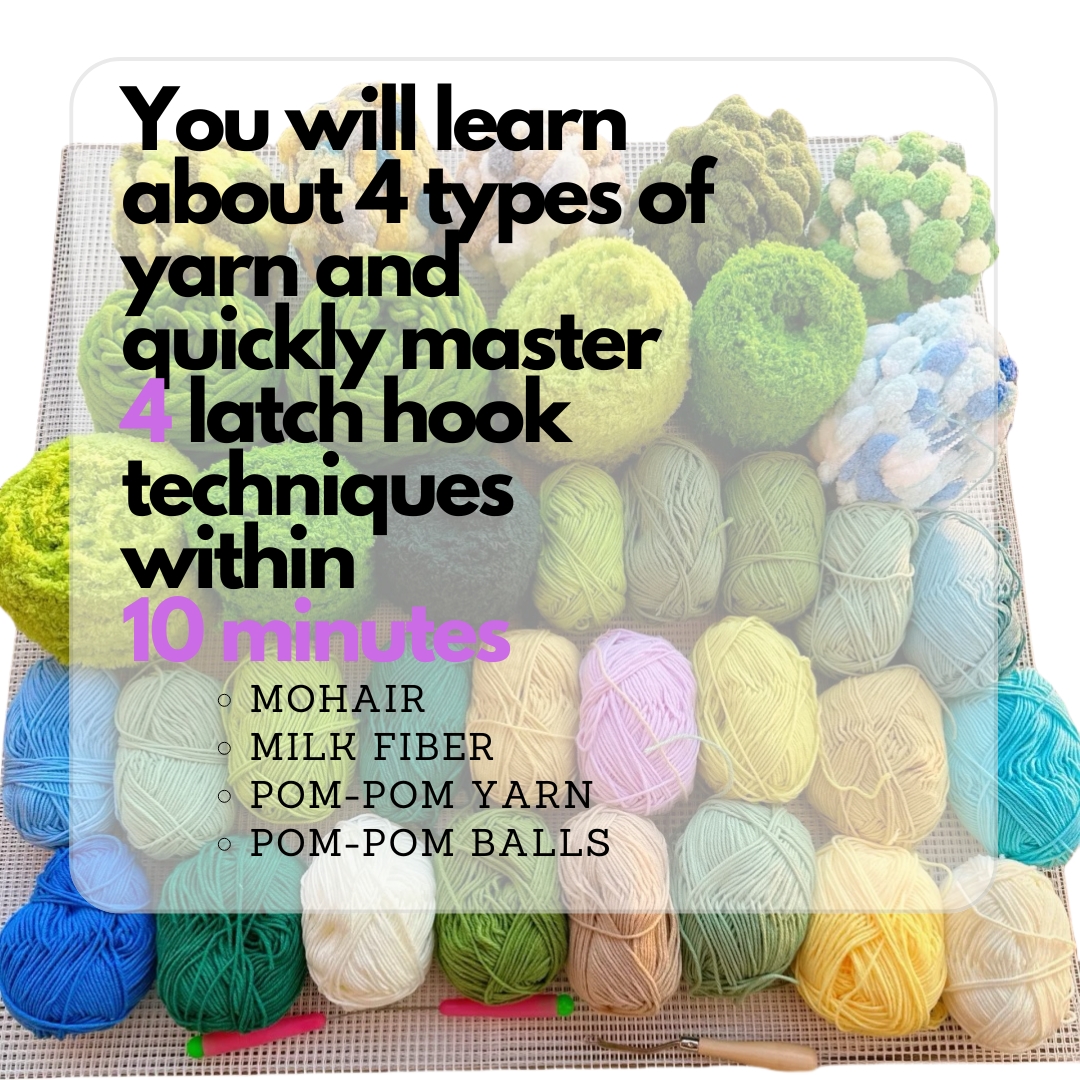 You will learn
about 4 types of
yarn and
quickly master
4 latch hook
techniques
within
10 minutes
MOHAIR
MILK FIBER
POM-POM YARN
POM-POM BALLS